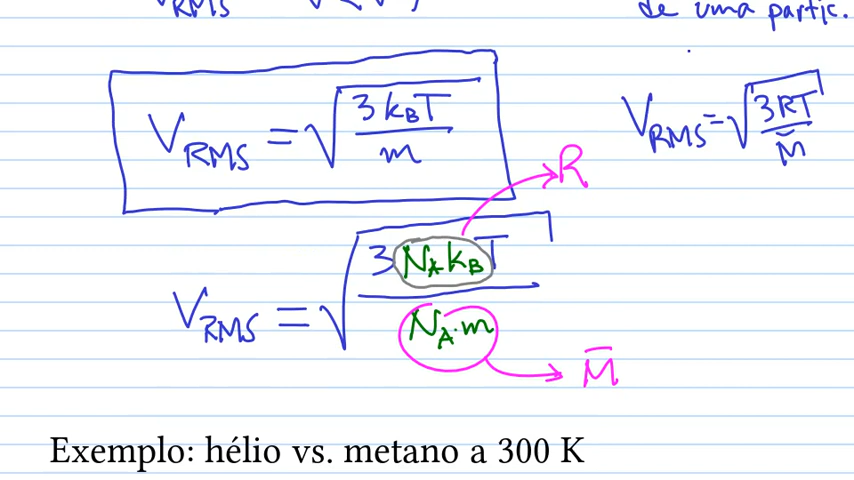 de uma partic.
V_RMS = √(3k_BT/m)
V_RMS = √(3RT/M̄)
R
V_RMS = √(3N_Ak_BT/N_A·m)
M̄
Exemplo: hélio vs. metano a 300 K